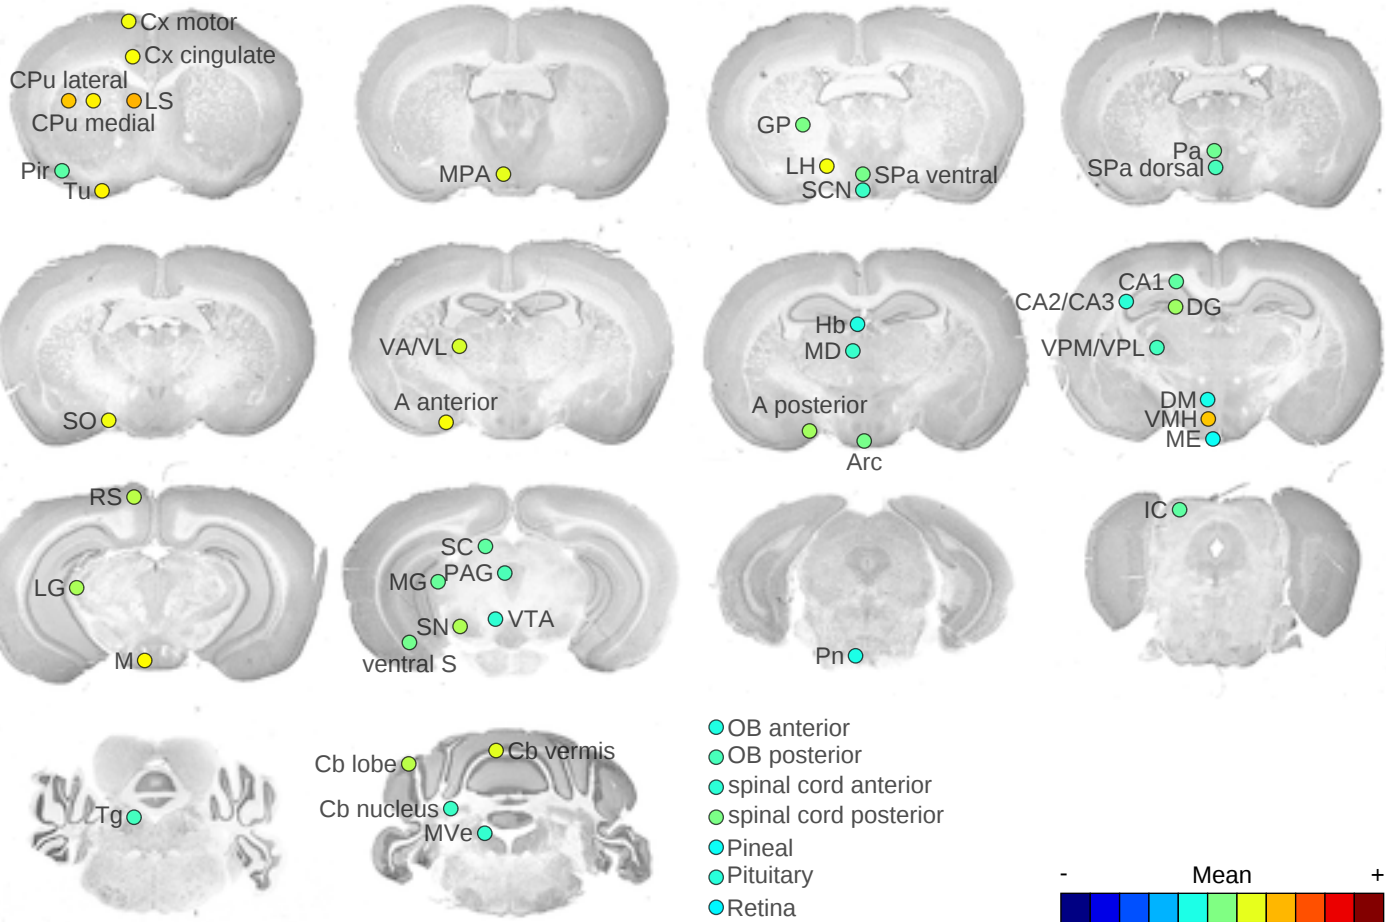 Cx motor
Cx cingulate
CPu lateral
LS
CPu medial
Pir
Tu
MPA
GP
LH
SPa ventral
SCN
Pa
SPa dorsal
SO
VA/VL
A anterior
Hb
MD
A posterior
Arc
CA1
CA2/CA3
DG
VPM/VPL
DM
VMH
ME
RS
LG
M
SC
PAG
MG
VTA
SN
ventral S
Pn
IC
Tg
Cb vermis
Cb lobe
Cb nucleus
MVe
OB anterior
OB posterior
spinal cord anterior
spinal cord posterior
Pineal
Pituitary
Retina
- Mean +